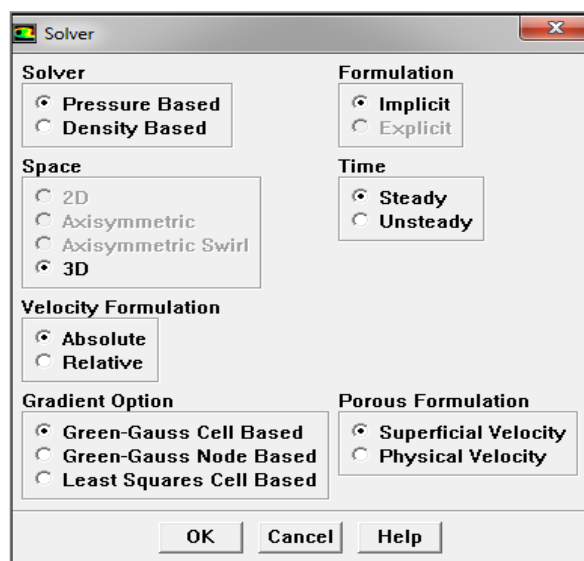 Solver
Solver
Pressure Based
Density Based
Formulation
Implicit
Explicit
Space
2D
Axisymmetric
Axisymmetric Swirl
3D
Time
Steady
Unsteady
Velocity Formulation
Absolute
Relative
Gradient Option
Green-Gauss Cell Based
Green-Gauss Node Based
Least Squares Cell Based
Porous Formulation
Superficial Velocity
Physical Velocity
OK
Cancel
Help